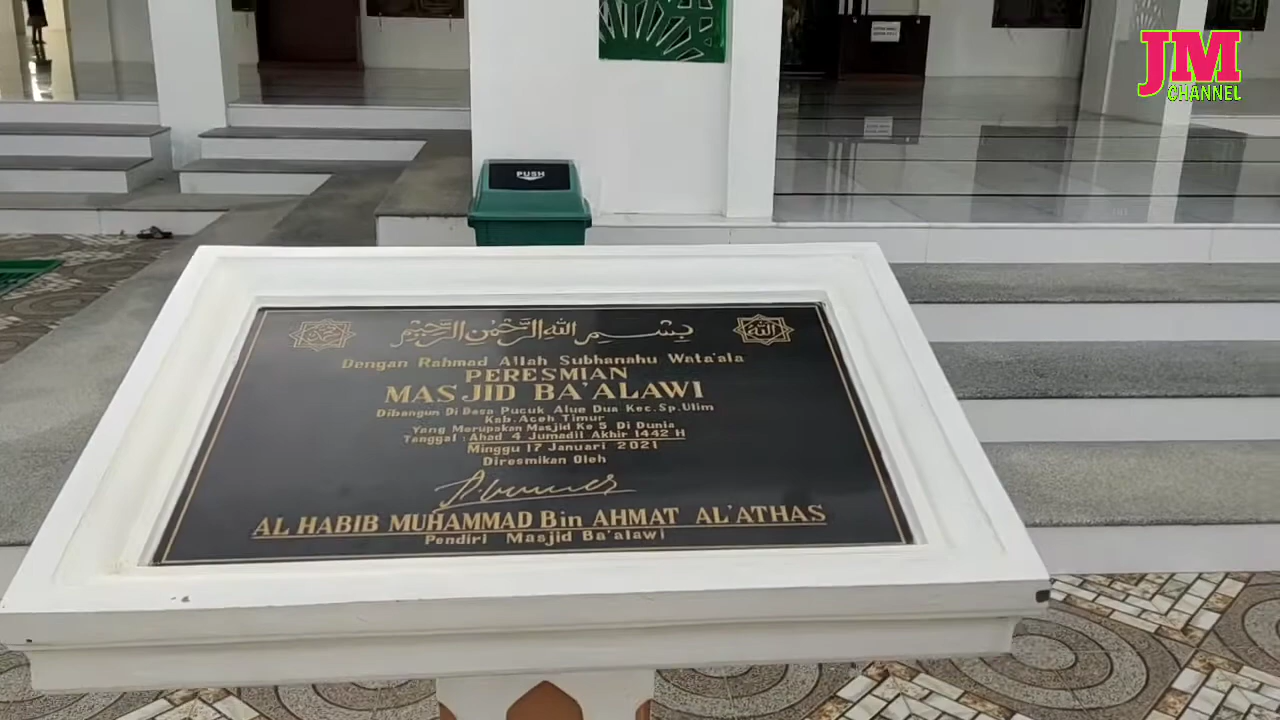 JM
CHANNEL
PUSH
محمد
بسم الله الرحمن الرحيم
الله
Dengan Rahmad Allah Subhanahu Wata'ala
PERESMIAN
MASJID BA'ALAWI
Dibangun Di Desa Pucuk Alue Dua Kec. Sp.Ulim
Kab. Aceh Timur
Yang Merupakan Masjid Ke 5 Di Dunia
Tanggal : Ahad 4 Jumadil Akhir 1442 H
Minggu 17 Januari 2021
Diresmikan Oleh
AL HABIB MUHAMMAD Bin AHMAT AL'ATHAS
Pendiri Masjid Ba'alawi